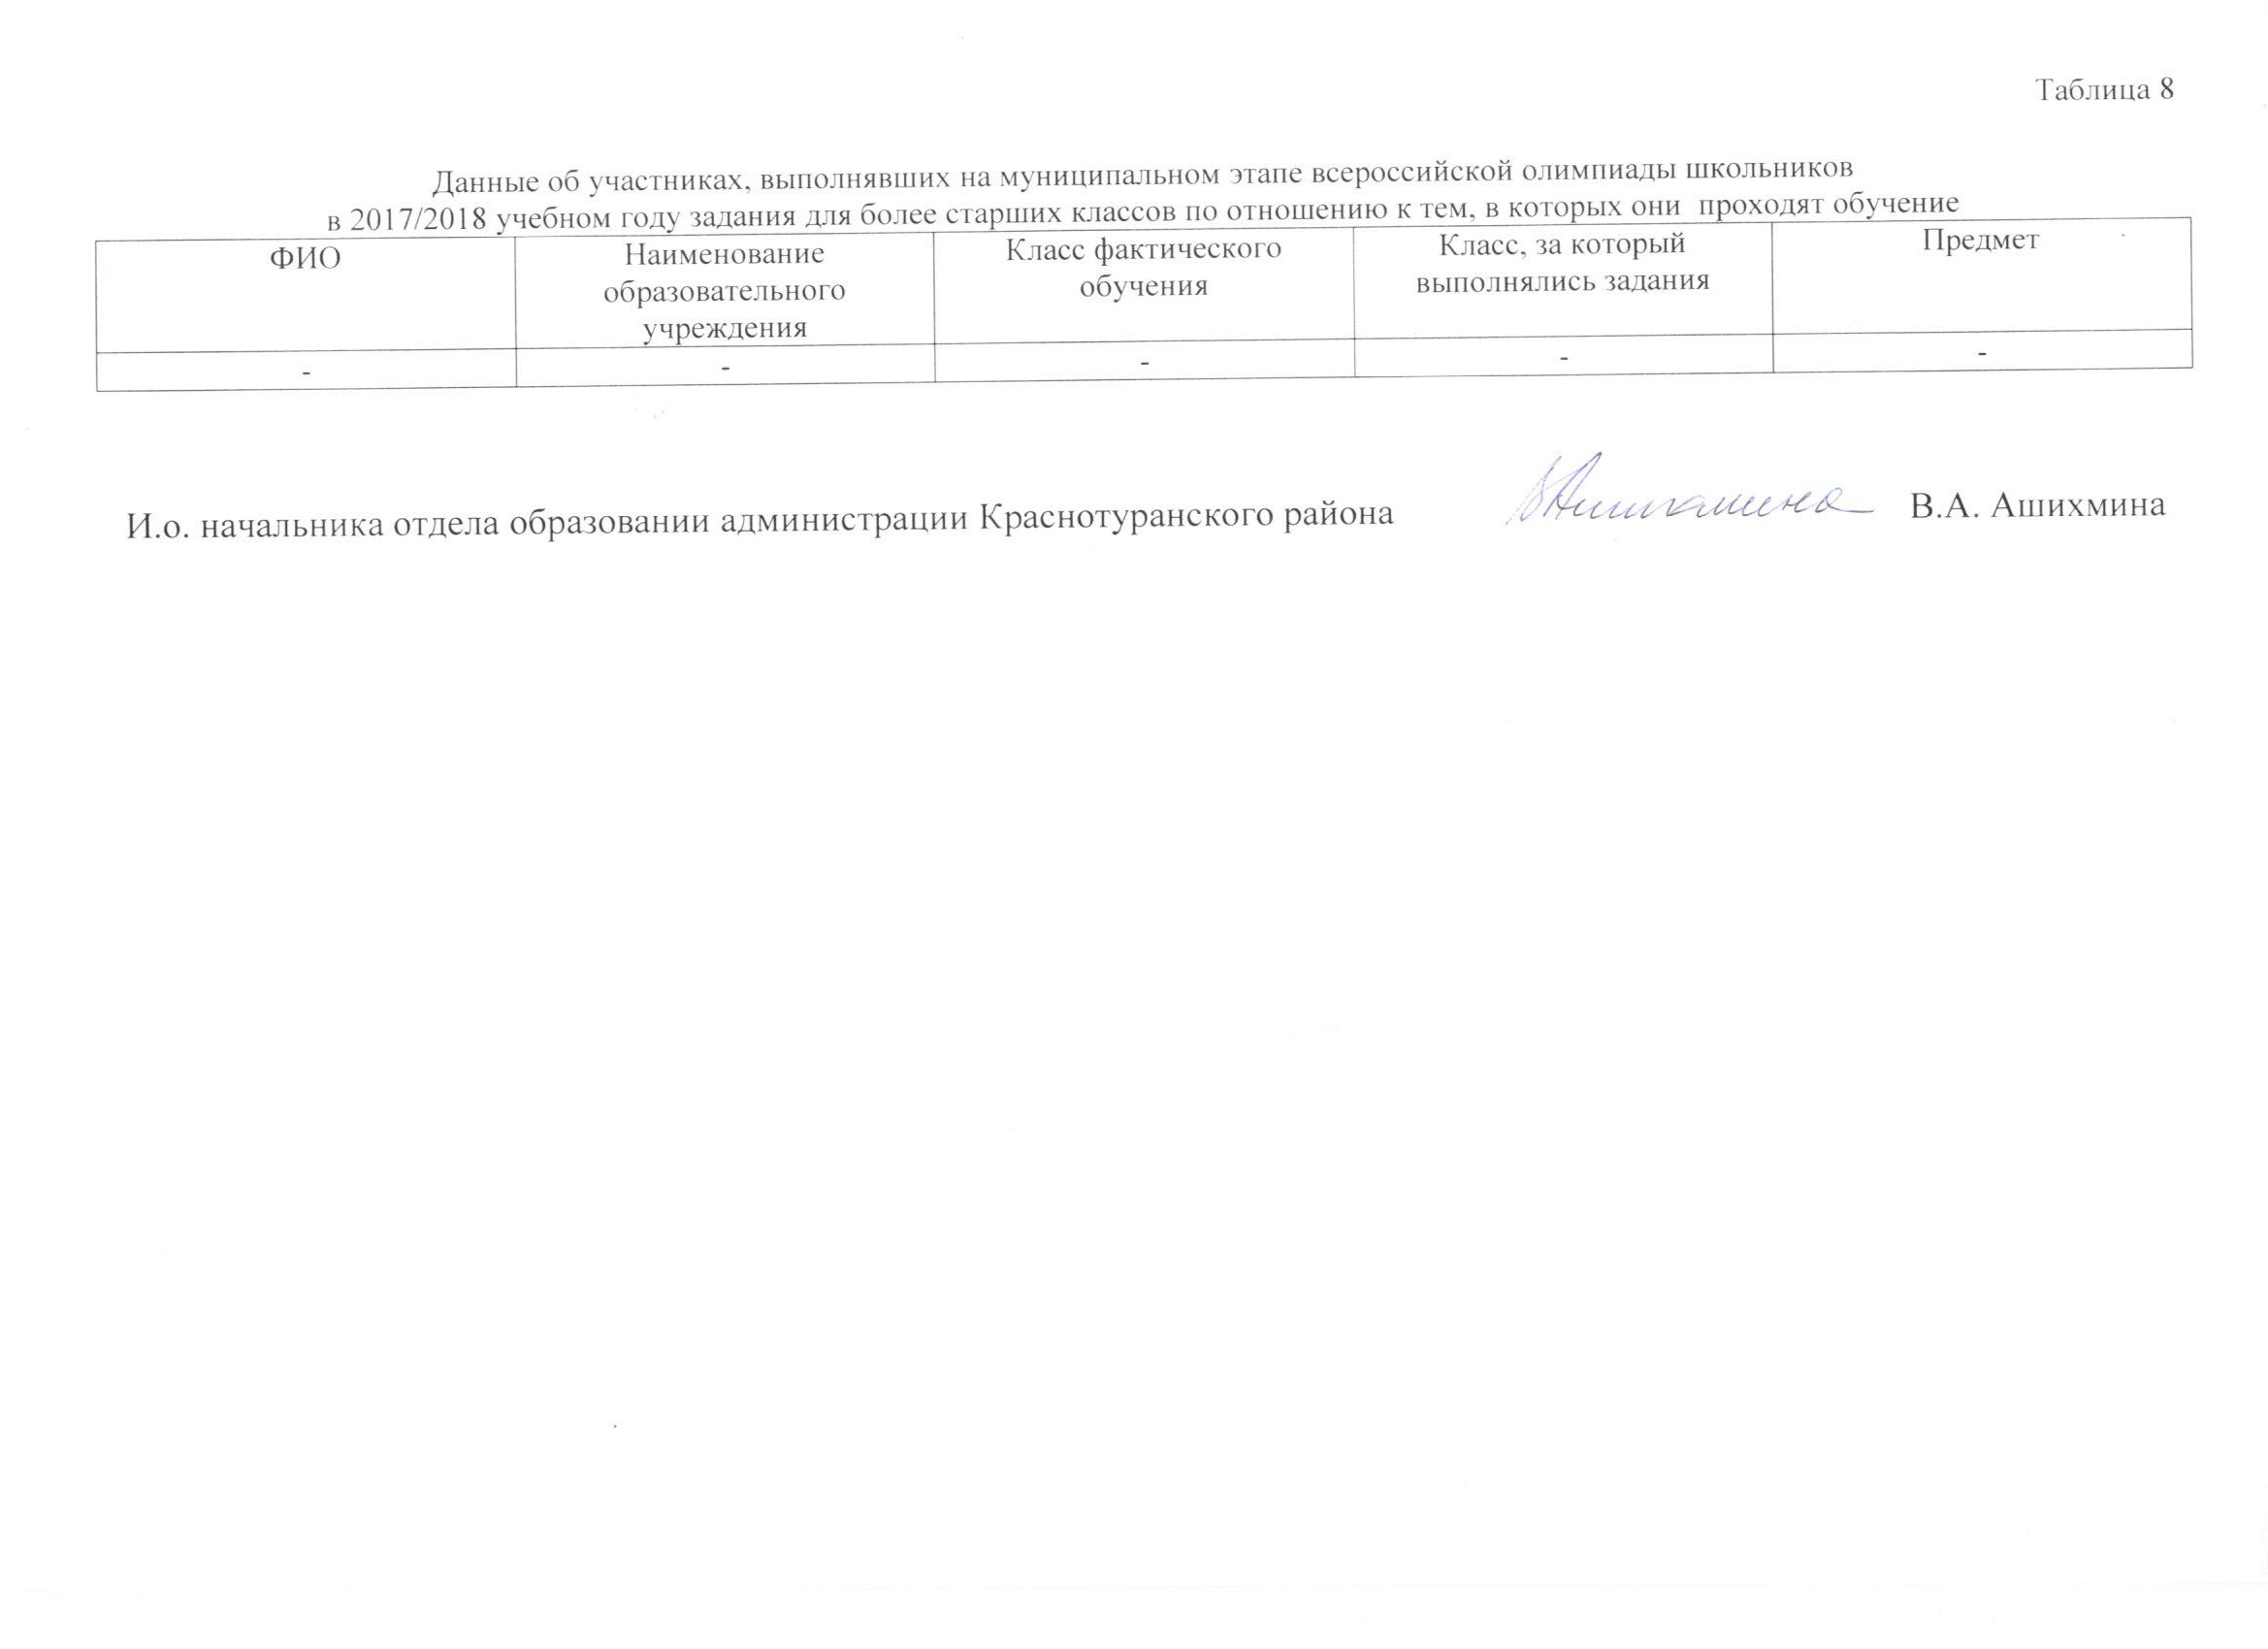 Таблица 8
Данные об участниках, выполнявших на муниципальном этапе всероссийской олимпиады школьников
в 2017/2018 учебном году задания для более старших классов по отношению к тем, в которых они проходят обучение
ФИО
Наименование
образовательного
учреждения
Класс фактического
обучения
Класс, за который
выполнялись задания
Предмет
- - - - -
И.о. начальника отдела образовании администрации Краснотуранского района ВАшихмина В.А. Ашихмина